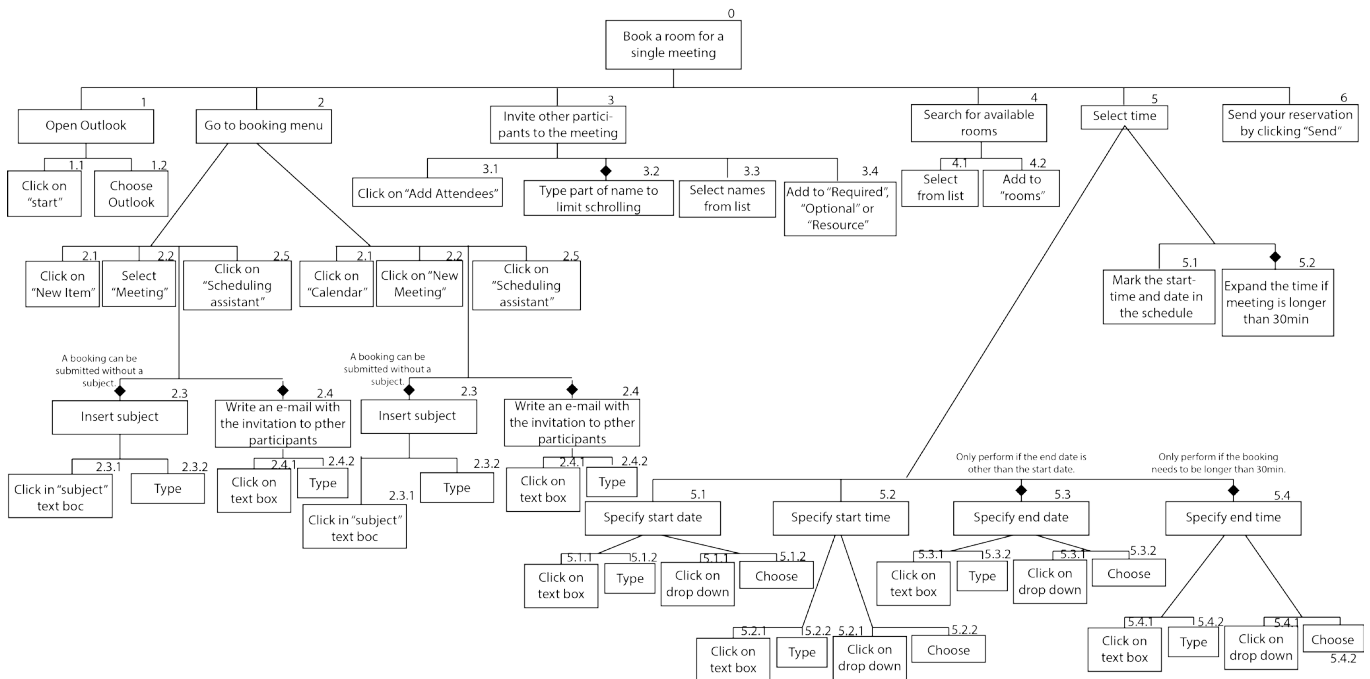 0
Book a room for a
single meeting
1
Open Outlook
2
Go to booking menu
3
Invite other partici-
pants to the meeting
4
Search for available
rooms
5
Select time
6
Send your reservation
by clicking “Send”
1.1
Click on
“start”
1.2
Choose
Outlook
3.1
Click on “Add Attendees”
3.2
Type part of name to
limit schrolling
3.3
Select names
from list
3.4
Add to “Required”,
“Optional” or
“Resource”
4.1
Select
from list
4.2
Add to
“rooms”
2.1
Click on
“New Item”
2.2
Select
“Meeting”
2.5
Click on
“Scheduling
assistant”
2.1
Click on
“Calendar”
2.2
Click on “New
Meeting”
2.5
Click on
“Scheduling
assistant”
5.1
Mark the start-
time and date in
the schedule
5.2
Expand the time if
meeting is longer
than 30min
A booking can be
submitted without a
subject.
2.3
Insert subject
2.4
Write an e-mail with
the invitation to pther
participants
A booking can be
submitted without a
subject.
2.3
Insert subject
2.4
Write an e-mail with
the invitation to pther
participants
2.3.1
Click in “subject”
text boc
2.3.2
Type
2.4.1
Click on
text box
2.4.2
Type
2.3.1
Click in “subject”
text boc
2.3.2
Type
2.4.1
Click on
text box
2.4.2
Type
5.1
Specify start date
5.2
Specify start time
Only perform if the end date is
other than the start date.
5.3
Specify end date
Only perform if the booking
needs to be longer than 30min.
5.4
Specify end time
5.1.1
Click on
text box
5.1.2
Type
5.1.1
Click on
drop down
5.1.2
Choose
5.3.1
Click on
text box
5.3.2
Type
5.3.1
Click on
drop down
5.3.2
Choose
5.2.1
Click on
text box
5.2.2
Type
5.2.1
Click on
drop down
5.2.2
Choose
5.4.1
Click on
text box
5.4.2
Type
5.4.1
Click on
drop down
Choose
5.4.2